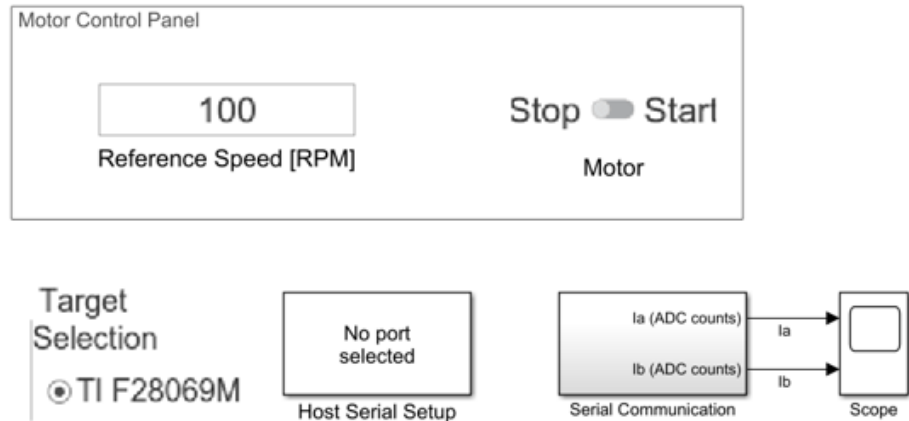 Motor Control Panel
100
Reference Speed [RPM]
Stop Start
Motor
Target
Selection
TI F28069M
No port
selected
Host Serial Setup
Ia (ADC counts)
Ib (ADC counts)
Serial Communication
Ia
Ib
Scope